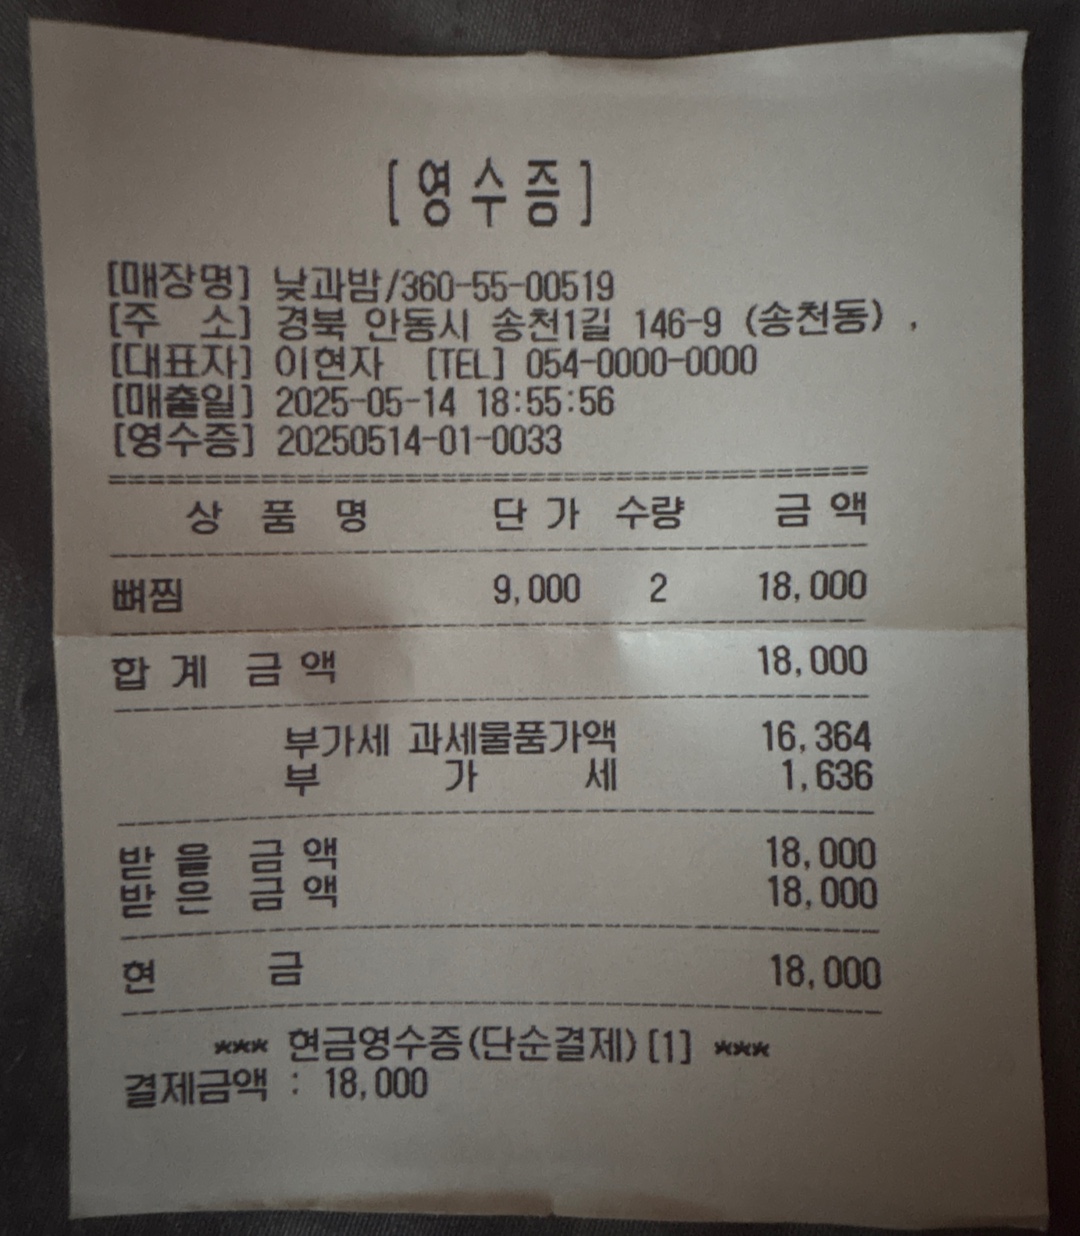 [영수증]
[매장명] 낮과밤/360-55-00519
[주 소] 경북 안동시 송천1길 146-9 (송천동) ,
[대표자] 이현자 [TEL] 054-0000-0000
[매출일] 2025-05-14 18:55:56
[영수증] 20250514-01-0033
==========================================
상 품 명 단 가 수량 금 액
------------------------------------------
뼈찜 9,000 2 18,000
------------------------------------------
합 계 금 액 18,000
------------------------------------------
부가세 과세물품가액 16,364
부 가 세 1,636
------------------------------------------
받 을 금 액 18,000
받 은 금 액 18,000
------------------------------------------
현 금 18,000
------------------------------------------
*** 현금영수증(단순결제)[1] ***
결제금액 : 18,000